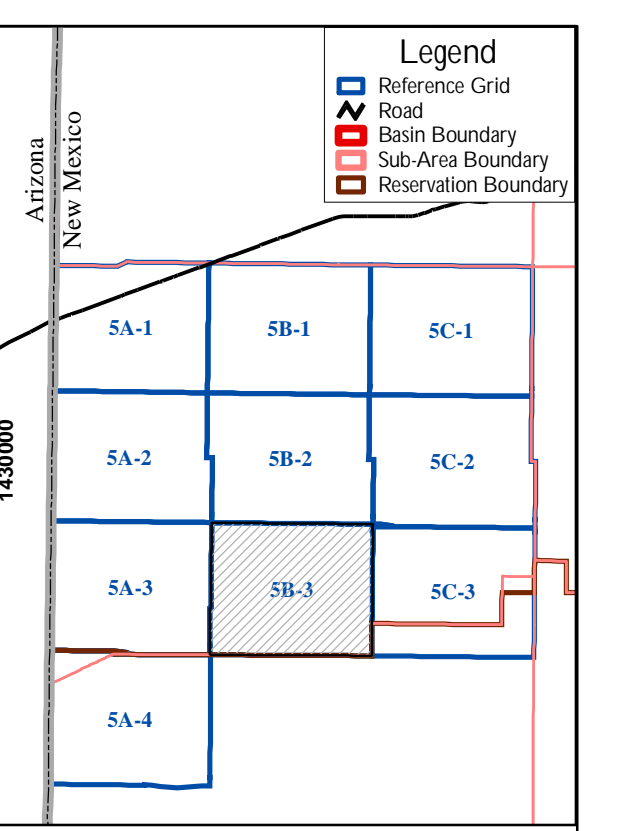 Legend
Reference Grid
Road
Basin Boundary
Sub-Area Boundary
Reservation Boundary
Arizona
New Mexico
5A-1
5B-1
5C-1
5A-2
5B-2
5C-2
1430000
5A-3
5B-3
5C-3
5A-4